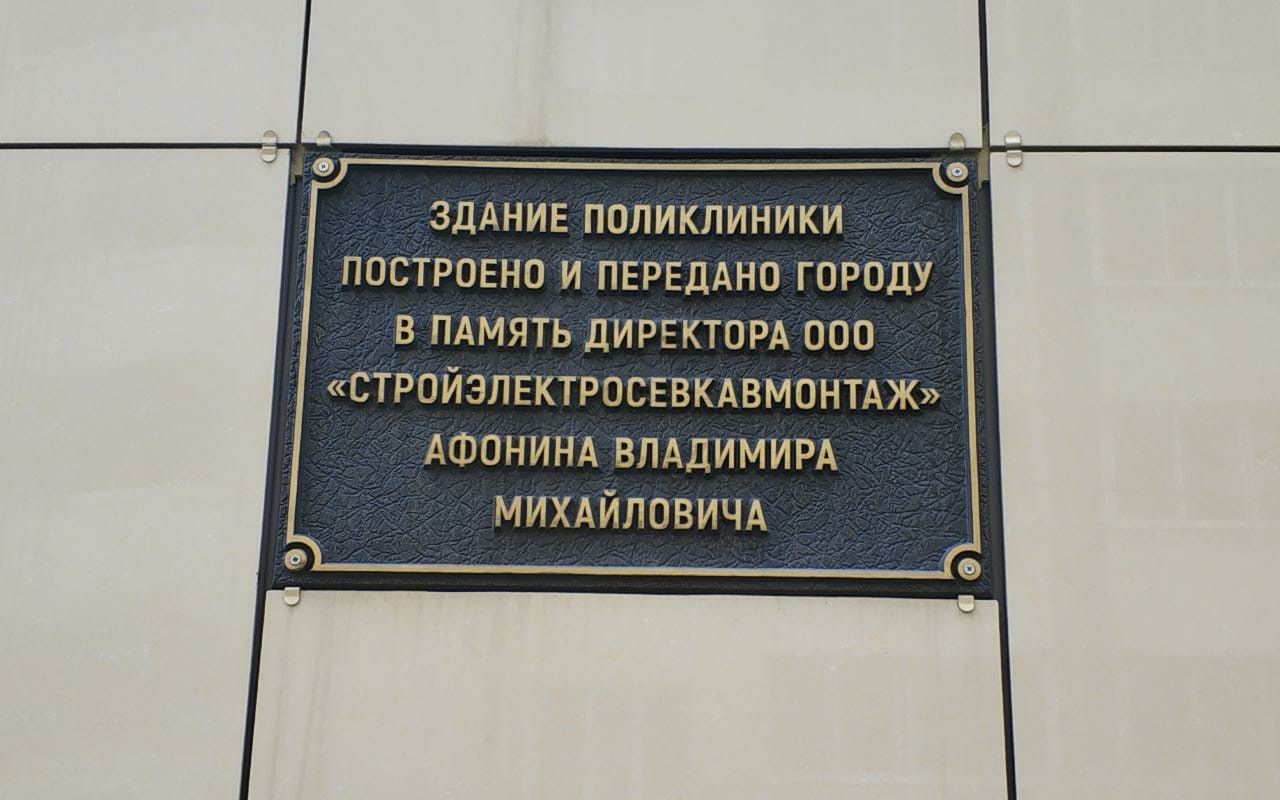 ЗДАНИЕ ПОЛИКЛИНИКИ
ПОСТРОЕНО И ПЕРЕДАНО ГОРОДУ
В ПАМЯТЬ ДИРЕКТОРА ООО
«СТРОЙЭЛЕКТРОСЕВКАВМОНТАЖ»
АФОНИНА ВЛАДИМИРА
МИХАЙЛОВИЧА